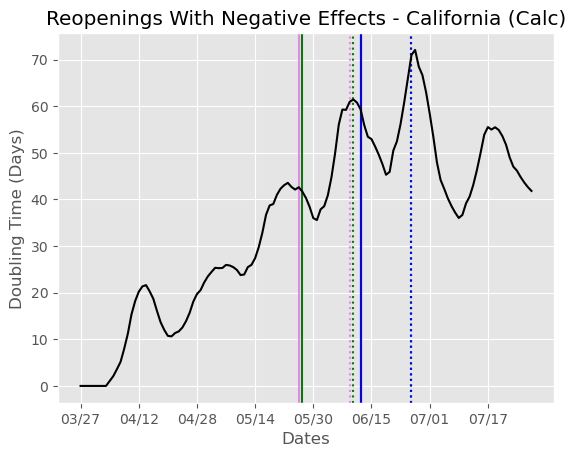 Reopenings With Negative Effects - California (Calc)
Doubling Time (Days)
70
60
50
40
30
20
10
0
03/27 04/12 04/28 05/14 05/30 06/15 07/01 07/17
Dates